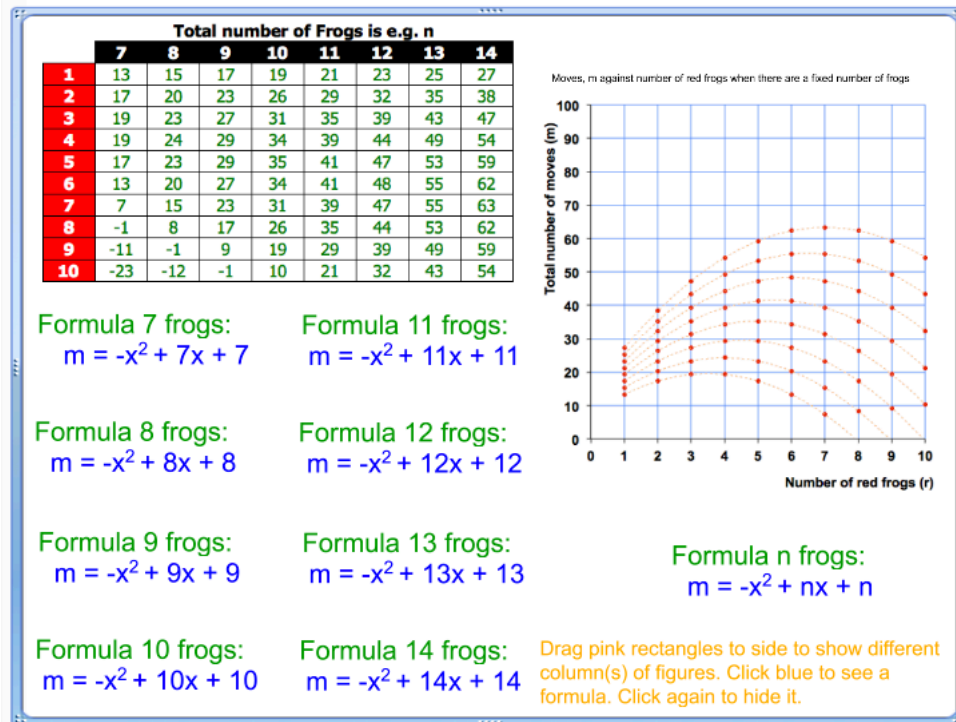 Total number of Frogs is e.g. n
7 8 9 10 11 12 13 14
1 13 15 17 19 21 23 25 27
2 17 20 23 26 29 32 35 38
3 19 23 27 31 35 39 43 47
4 19 24 29 34 39 44 49 54
5 17 23 29 35 41 47 53 59
6 13 20 27 34 41 48 55 62
7 7 15 23 31 39 47 55 63
8 -1 8 17 26 35 44 53 62
9 -11 -1 9 19 29 39 49 59
10 -23 -12 -1 10 21 32 43 54
Moves, m against number of red frogs when there are a fixed number of frogs
Total number of moves (m)
100
90
80
70
60
50
40
30
20
10
0
0 1 2 3 4 5 6 7 8 9 10
Number of red frogs (r)
Formula 7 frogs:
m = -x² + 7x + 7
Formula 11 frogs:
m = -x² + 11x + 11
Formula 8 frogs:
m = -x² + 8x + 8
Formula 12 frogs:
m = -x² + 12x + 12
Formula 9 frogs:
m = -x² + 9x + 9
Formula 13 frogs:
m = -x² + 13x + 13
Formula n frogs:
m = -x² + nx + n
Formula 10 frogs:
m = -x² + 10x + 10
Formula 14 frogs:
m = -x² + 14x + 14
Drag pink rectangles to side to show different
column(s) of figures. Click blue to see a
formula. Click again to hide it.